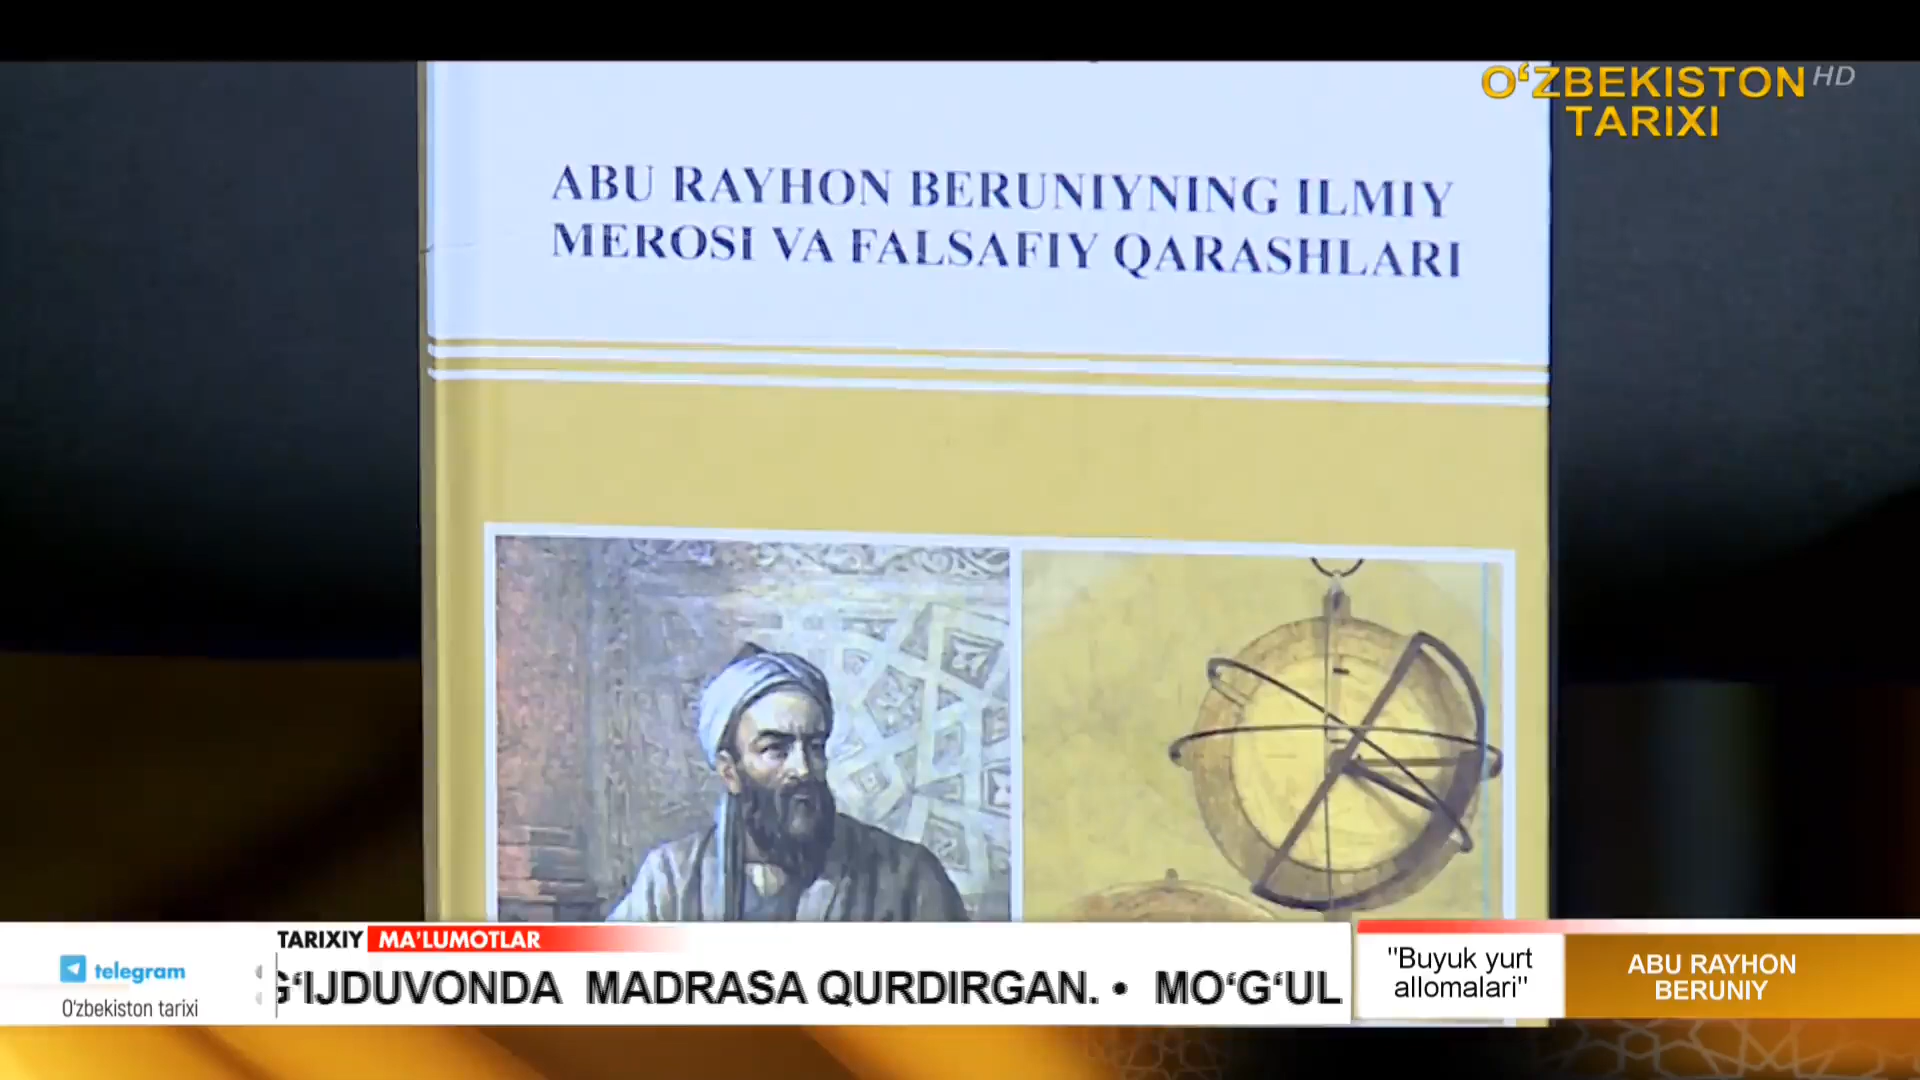 O‘ZBEKISTON HD
TARIXI
ABU RAYHON BERUNIYNING ILMIY
MEROSI VA FALSAFIY QARASHLARI
TARIXIY MA’LUMOTLAR
telegram
O‘zbekiston tarixi
G‘IJDUVONDA MADRASA QURDIRGAN. • MO‘G‘UL
"Buyuk yurt
allomalari"
ABU RAYHON
BERUNIY